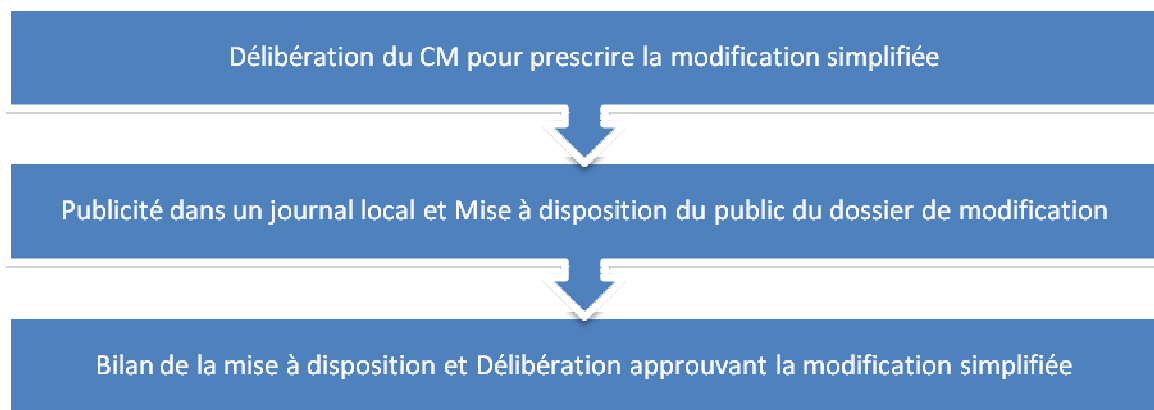 Délibération du CM pour prescrire la modification simplifiée
Publicité dans un journal local et Mise à disposition du public du dossier de modification
Bilan de la mise à disposition et Délibération approuvant la modification simplifiée